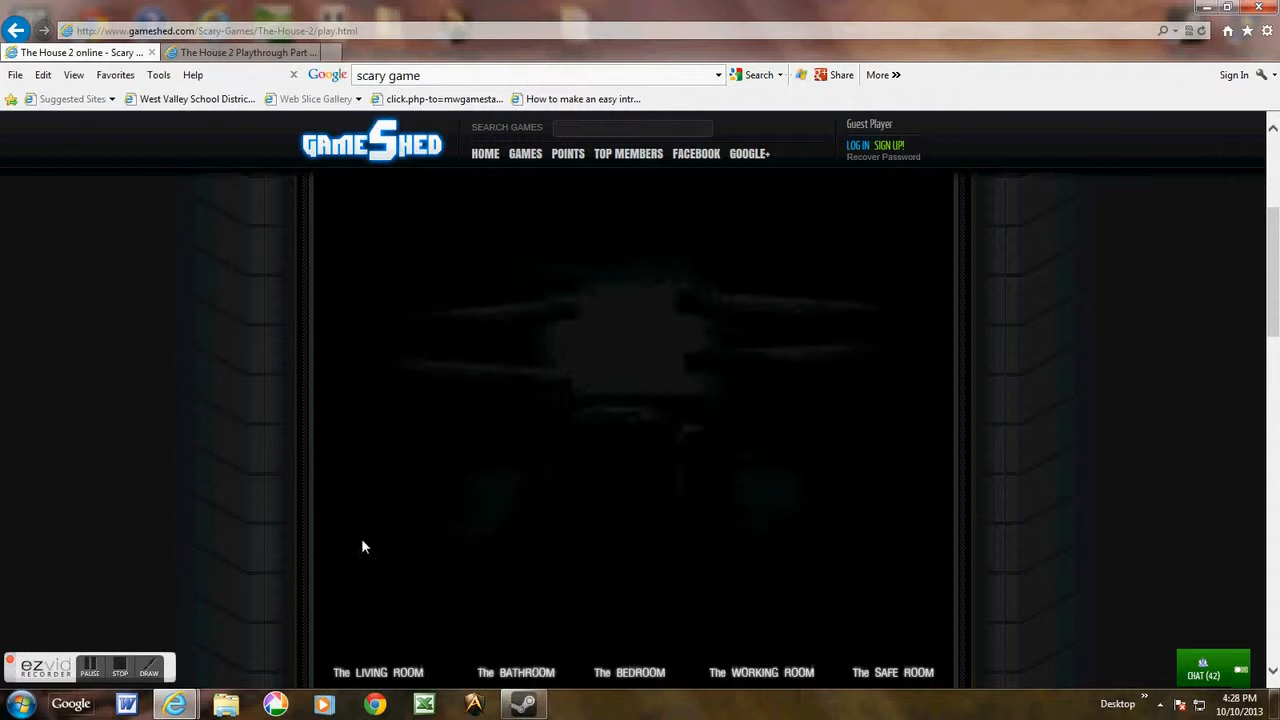 http://www.gameshed.com/Scary-Games/The-House-2/play.html
The House 2 online - Scary ...
The House 2 Playthrough Part ...
File Edit View Favorites Tools Help
Google scary game Search Share More »
Sign In
Suggested Sites West Valley School Distric... Web Slice Gallery click.php-to=mwgamesta... How to make an easy intr...
GAMESHED
SEARCH GAMES
Guest Player
LOG IN SIGN UP!
Recover Password
HOME GAMES POINTS TOP MEMBERS FACEBOOK GOOGLE+
The LIVING ROOM The BATHROOM The BEDROOM The WORKING ROOM The SAFE ROOM
ezvid
RECORDER
PAUSE STOP DRAW
CHAT (42)
Google
Desktop
4:28 PM
10/10/2013